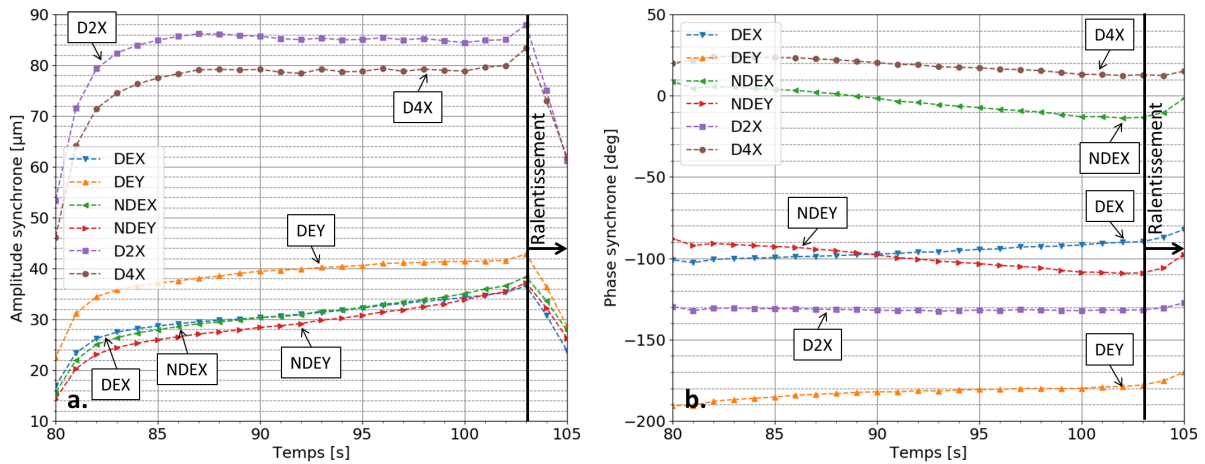 90
80
70
60
50
40
30
20
10
Amplitude synchrone [µm]
80 85 90 95 100 105
Temps [s]
D2X
D4X
DEY
DEX
NDEX
NDEY
DEX
DEY
NDEX
NDEY
D2X
D4X
Ralentissement
a.
50
0
−50
−100
−150
−200
Phase synchrone [deg]
80 85 90 95 100 105
Temps [s]
DEX
DEY
NDEX
NDEY
D2X
D4X
D4X
NDEX
DEX
NDEY
D2X
DEY
Ralentissement
b.